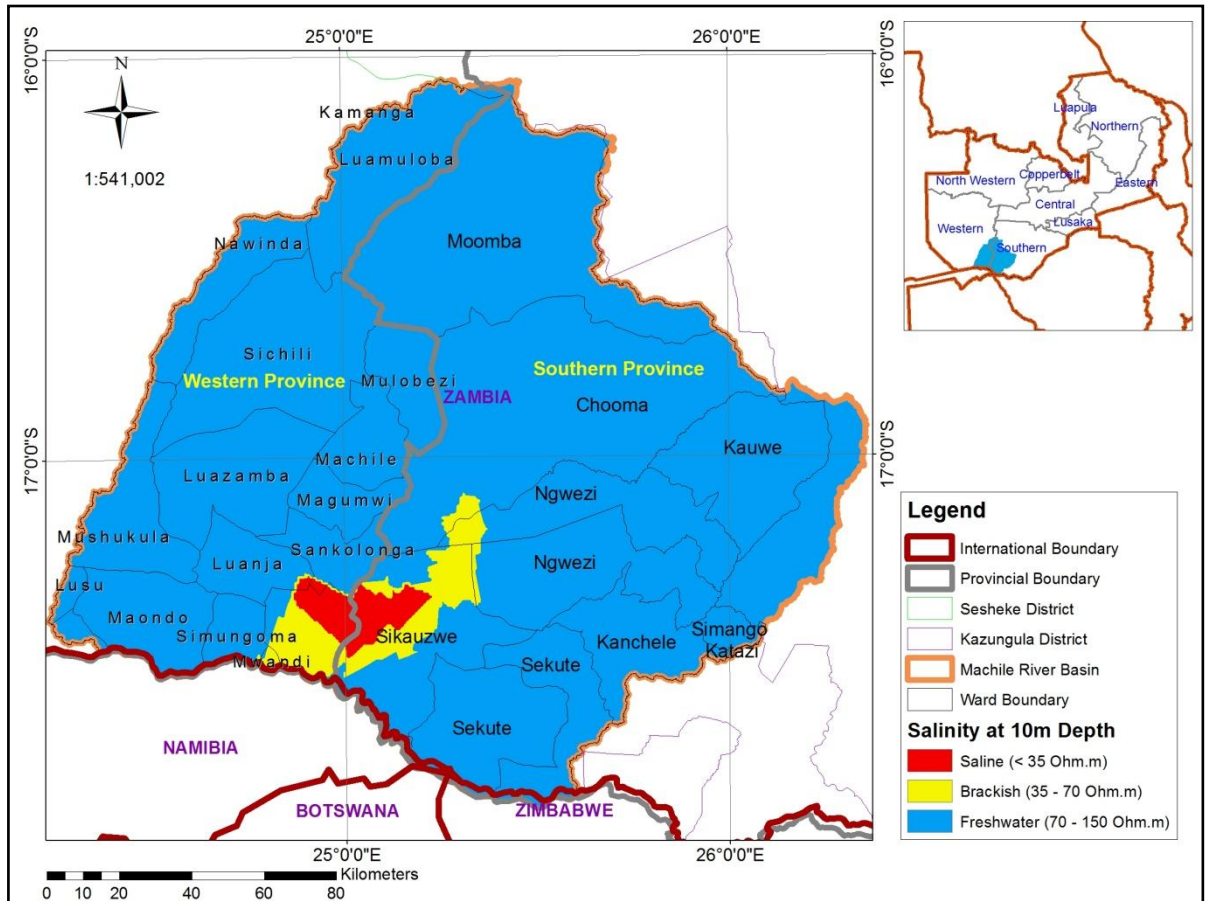 25°0'0"E
26°0'0"E
16°0'0"S
16°0'0"S
N
1:541,002
Kamanga
Luamuloba
Nawinda
Moomba
Sichili
Western Province
Mulobezi
Southern Province
ZAMBIA
Chooma
Kauwe
17°0'0"S
17°0'0"S
Machile
Luazamba
Magumwi
Ngwezi
Mushukula
Sankolonga
Luanja
Ngwezi
Lusu
Maondo
Simungoma
Sikauzwe
Kanchele
Simango
Katazi
Mwandi
Sekute
Sekute
NAMIBIA
BOTSWANA
ZIMBABWE
25°0'0"E
26°0'0"E
Kilometers
0 10 20 40 60 80
Luapula
Northern
North Western
Copperbelt
Eastern
Central
Lusaka
Western
Southern
Legend
International Boundary
Provincial Boundary
Sesheke District
Kazungula District
Machile River Basin
Ward Boundary
Salinity at 10m Depth
Saline (< 35 Ohm.m)
Brackish (35 - 70 Ohm.m)
Freshwater (70 - 150 Ohm.m)